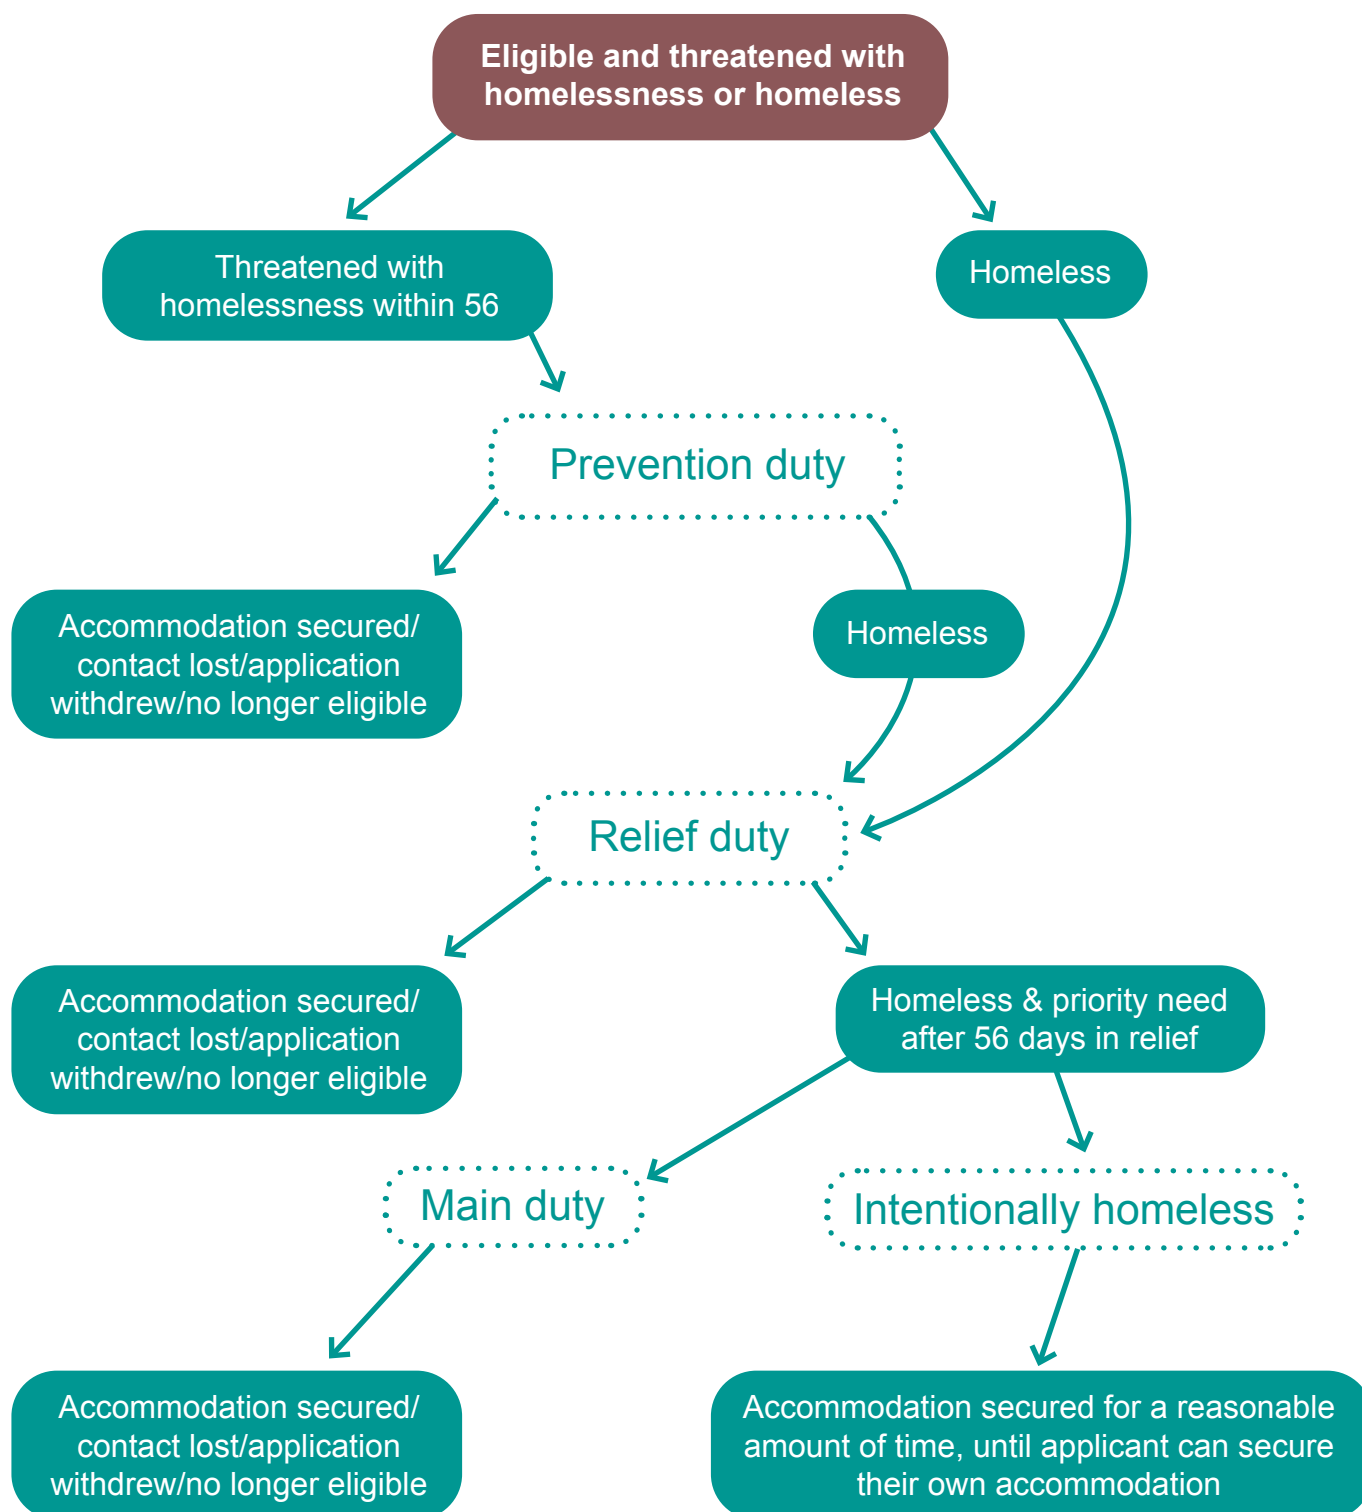 Eligible and threatened with
homelessness or homeless
Threatened with
homelessness within 56
Homeless
Prevention duty
Accommodation secured/
contact lost/application
withdrew/no longer eligible
Homeless
Relief duty
Accommodation secured/
contact lost/application
withdrew/no longer eligible
Homeless & priority need
after 56 days in relief
Main duty
Intentionally homeless
Accommodation secured/
contact lost/application
withdrew/no longer eligible
Accommodation secured for a reasonable
amount of time, until applicant can secure
their own accommodation